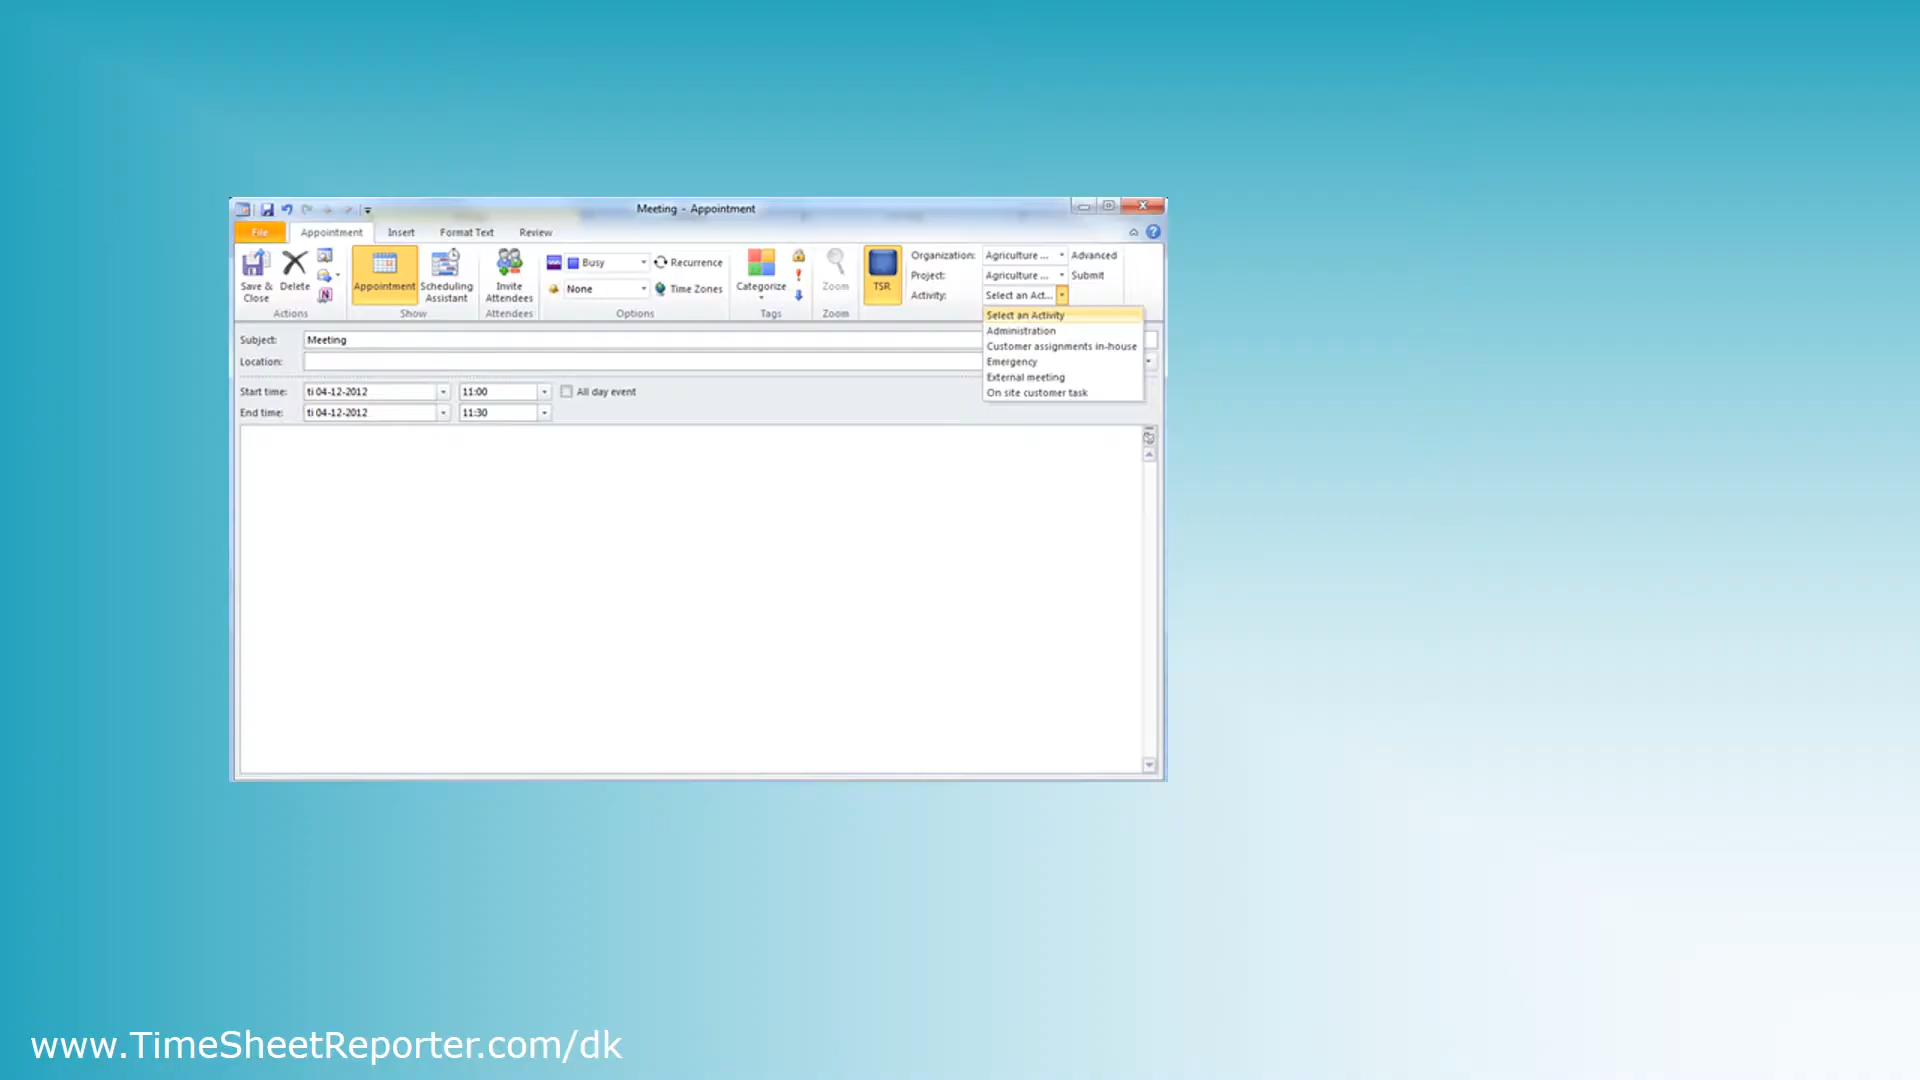 Meeting - Appointment
File Appointment Insert Format Text Review
Save & Close Delete Appointment Scheduling Assistant Invite Attendees Busy Recurrence Categorize Zoom TSR Organization: Agriculture ... Advanced
None Time Zones Project: Agriculture ... Submit
Activity: Select an Act...
Actions Show Attendees Options Tags Zoom
Select an Activity
Administration
Customer assignments in-house
Emergency
External meeting
On site customer task
Subject: Meeting
Location:
Start time: ti 04-12-2012 11:00 All day event
End time: ti 04-12-2012 11:30
www.TimeSheetReporter.com/dk